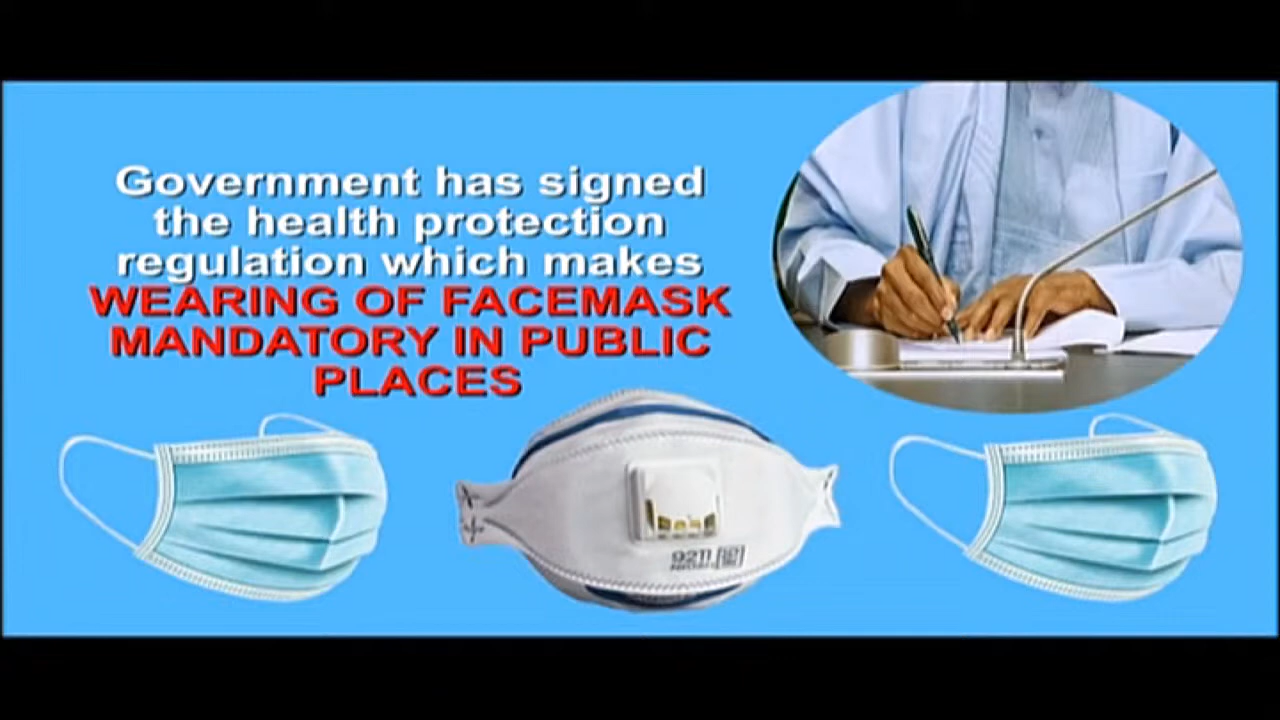 Government has signed
the health protection
regulation which makes
WEARING OF FACEMASK
MANDATORY IN PUBLIC
PLACES
9211